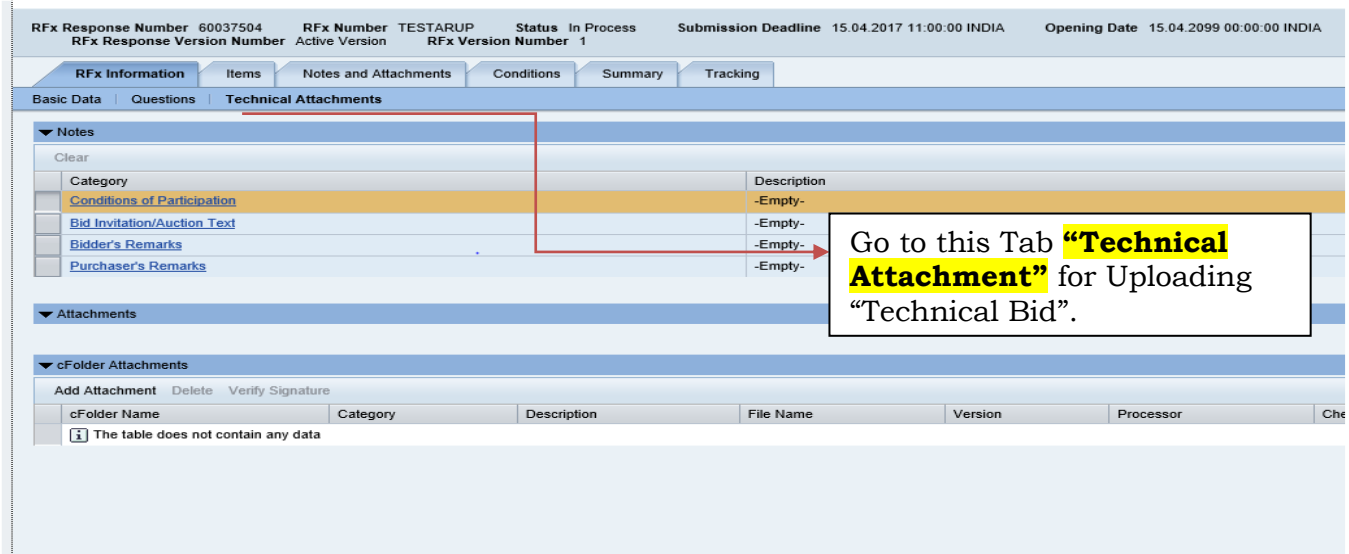 RFx Response Number 60037504 RFx Number TESTARUP Status In Process Submission Deadline 15.04.2017 11:00:00 INDIA Opening Date 15.04.2099 00:00:00 INDIA
RFx Response Version Number Active Version RFx Version Number 1
RFx Information Items Notes and Attachments Conditions Summary Tracking
Basic Data Questions Technical Attachments
Notes
Clear
Category Description
Conditions of Participation -Empty-
Bid Invitation/Auction Text -Empty-
Bidder's Remarks -Empty-
Purchaser's Remarks -Empty-
Go to this Tab “Technical
Attachment” for Uploading
“Technical Bid”.
Attachments
cFolder Attachments
Add Attachment Delete Verify Signature
cFolder Name Category Description File Name Version Processor Che
The table does not contain any data